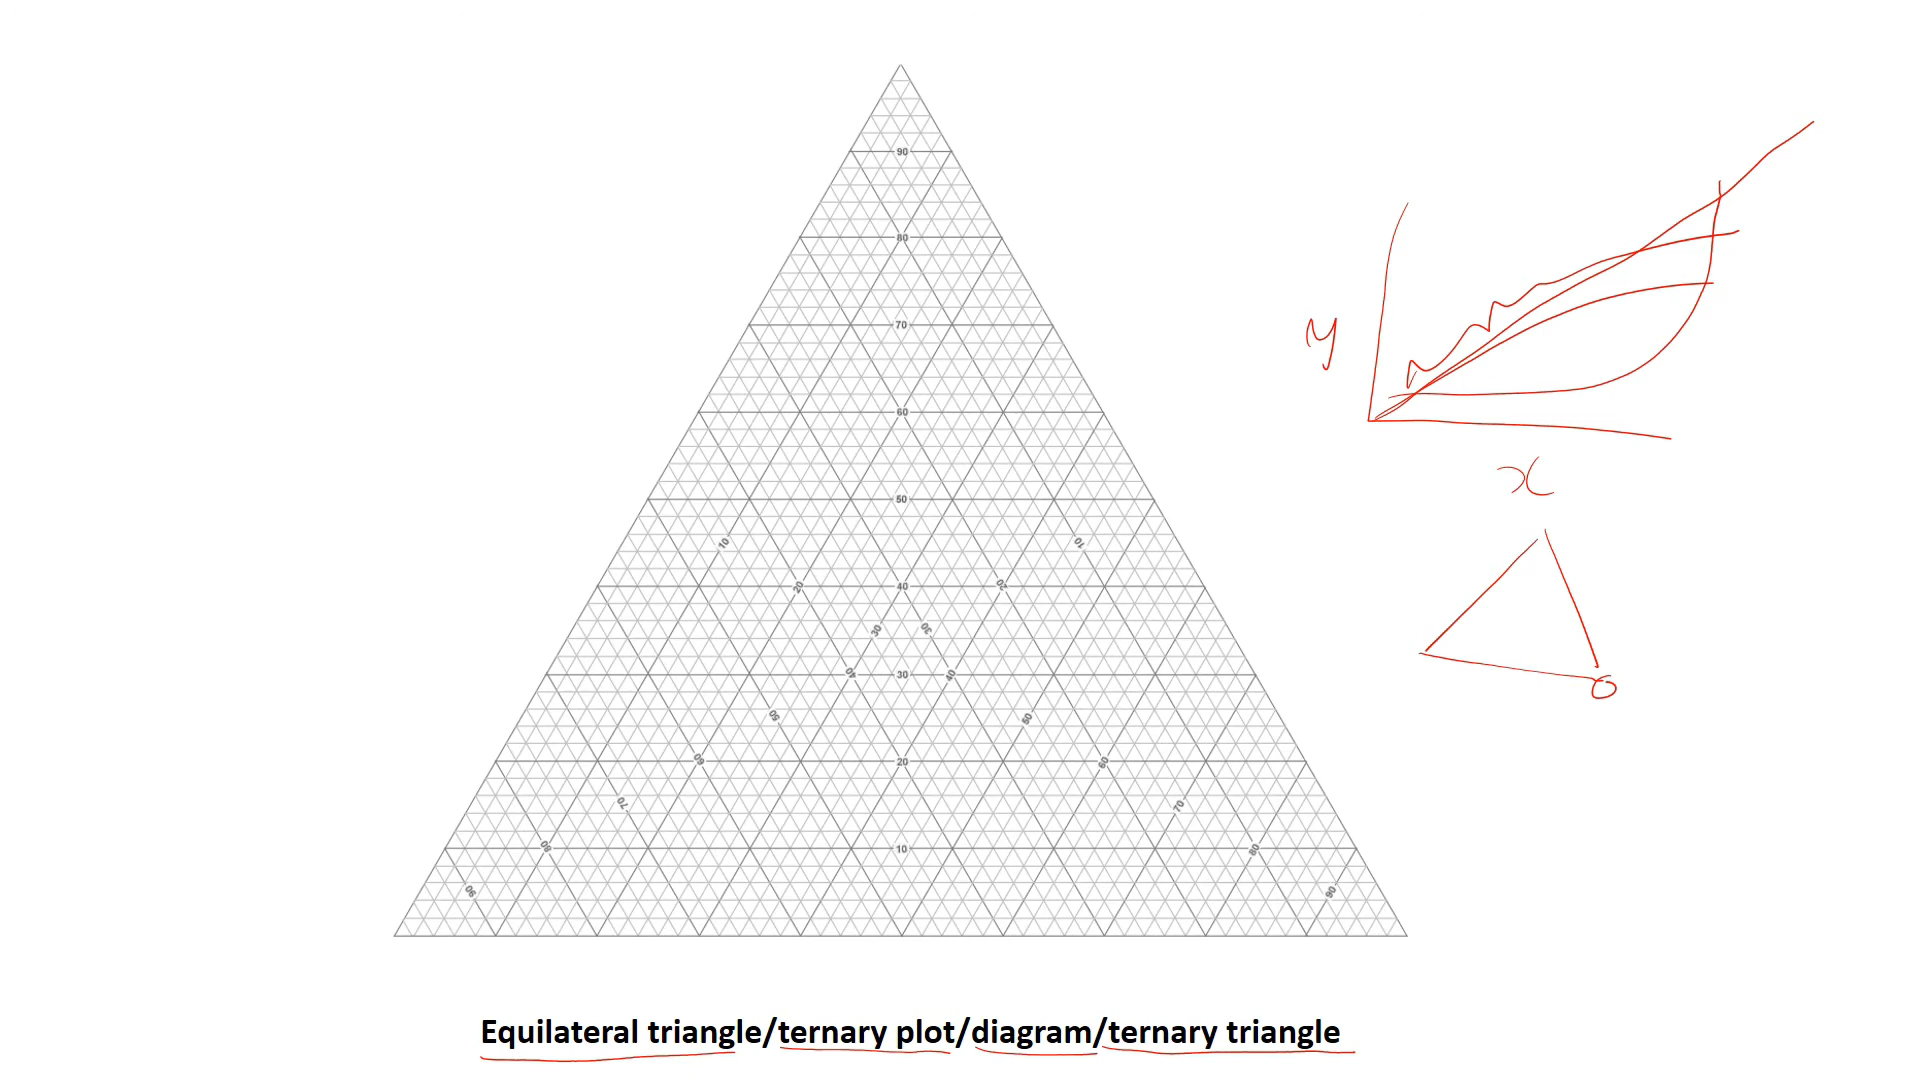 90
80
70
60
50
10 10
20 40 20
30 30
40 30 40
50 50
60 20 60
70 70
80 10 80
90 90
y
x
Equilateral triangle/ternary plot/diagram/ternary triangle